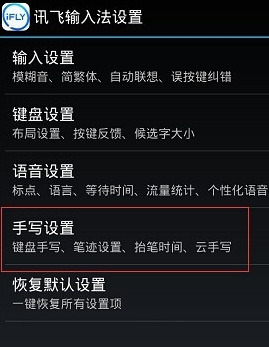 iFLY 讯飞输入法设置
输入设置
模糊音、简繁体、自动联想、误按键纠错
键盘设置
布局设置、按键反馈、候选字大小
语音设置
标点、语言、等待时间、流量统计、个性化语音
手写设置
键盘手写、笔迹设置、抬笔时间、云手写
恢复默认设置
一键恢复所有设置项